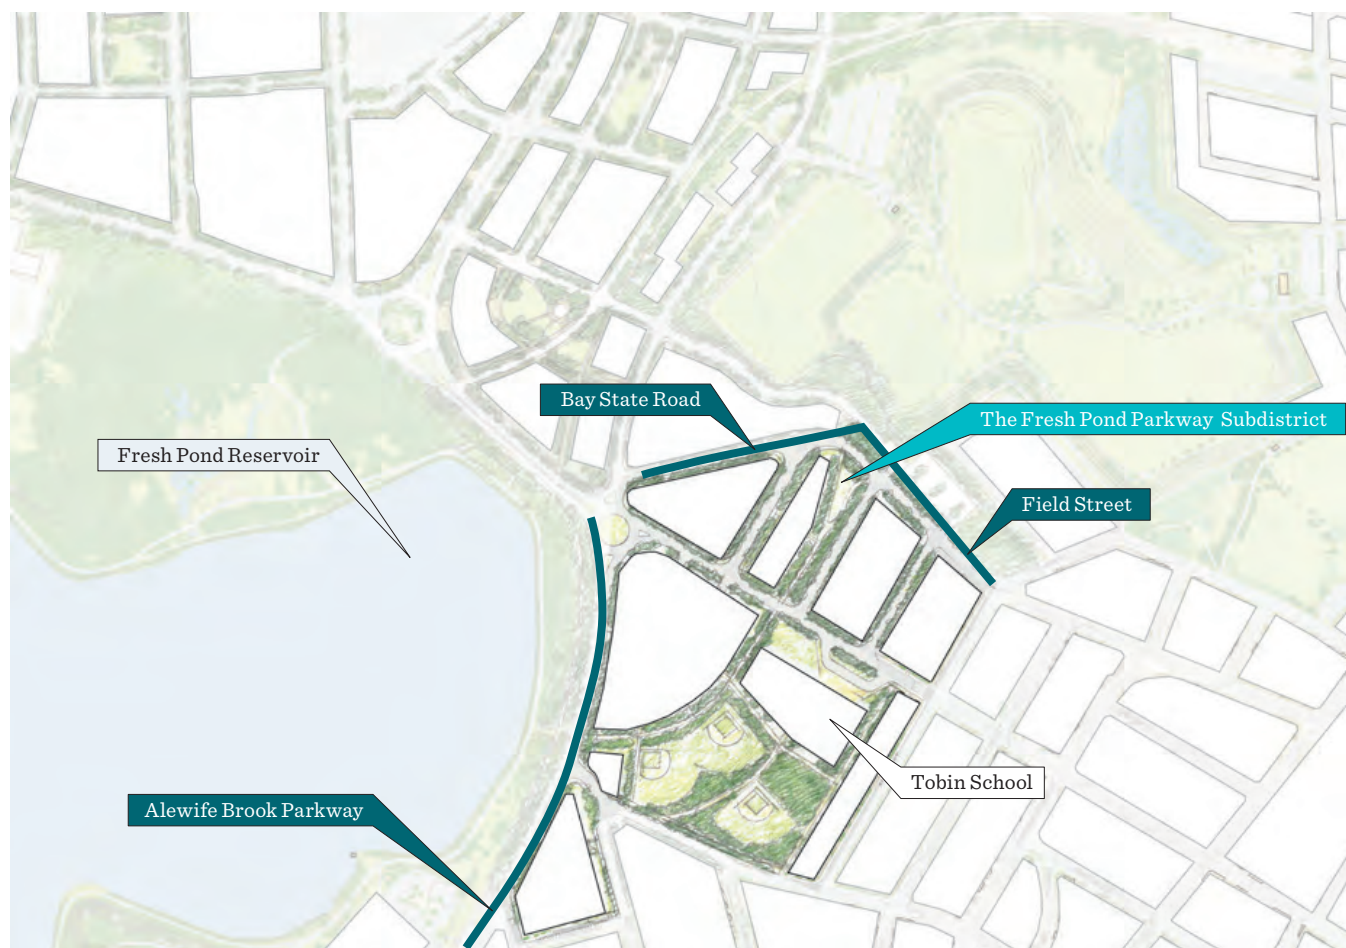 Bay State Road
The Fresh Pond Parkway Subdistrict
Fresh Pond Reservoir
Field Street
Tobin School
Alewife Brook Parkway